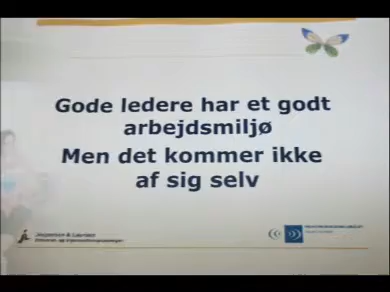 Gode ledere har et godt
arbejdsmiljø
Men det kommer ikke
af sig selv